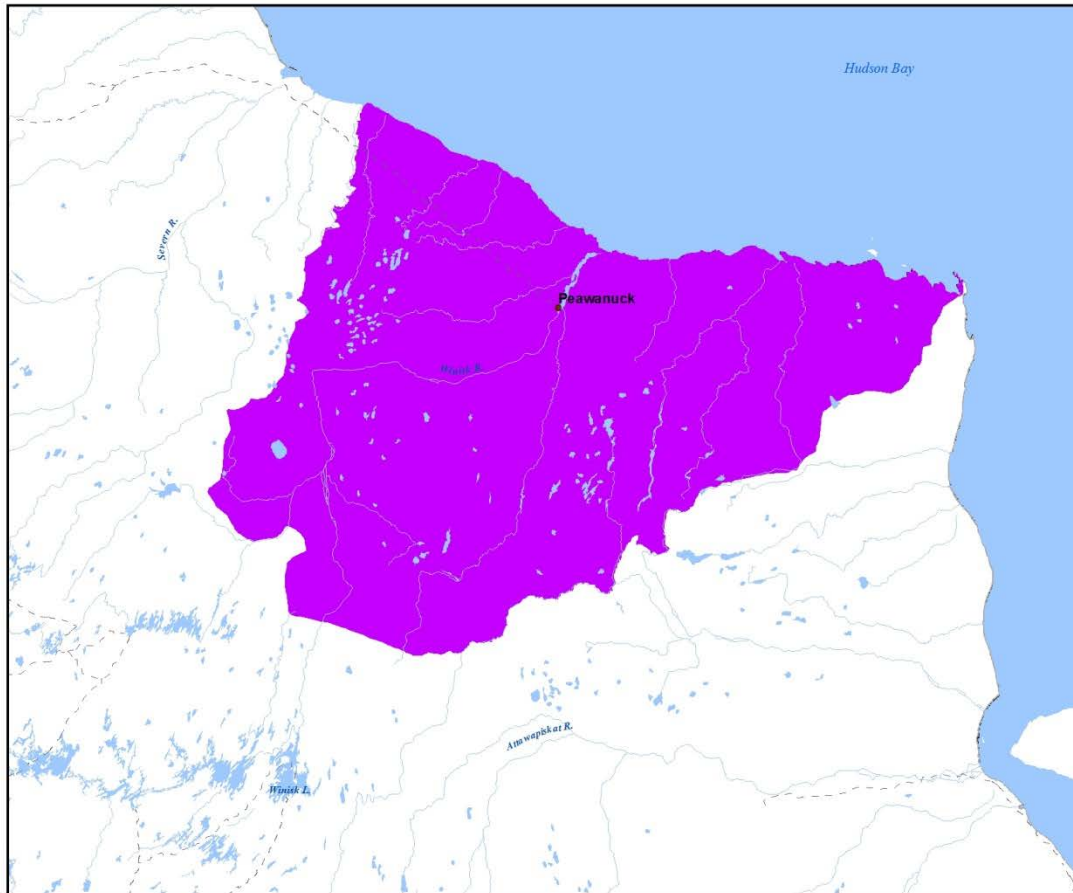 Hudson Bay
Severn R.
Peawanuck
Winisk R.
Attawapiskat R.
Winisk L.